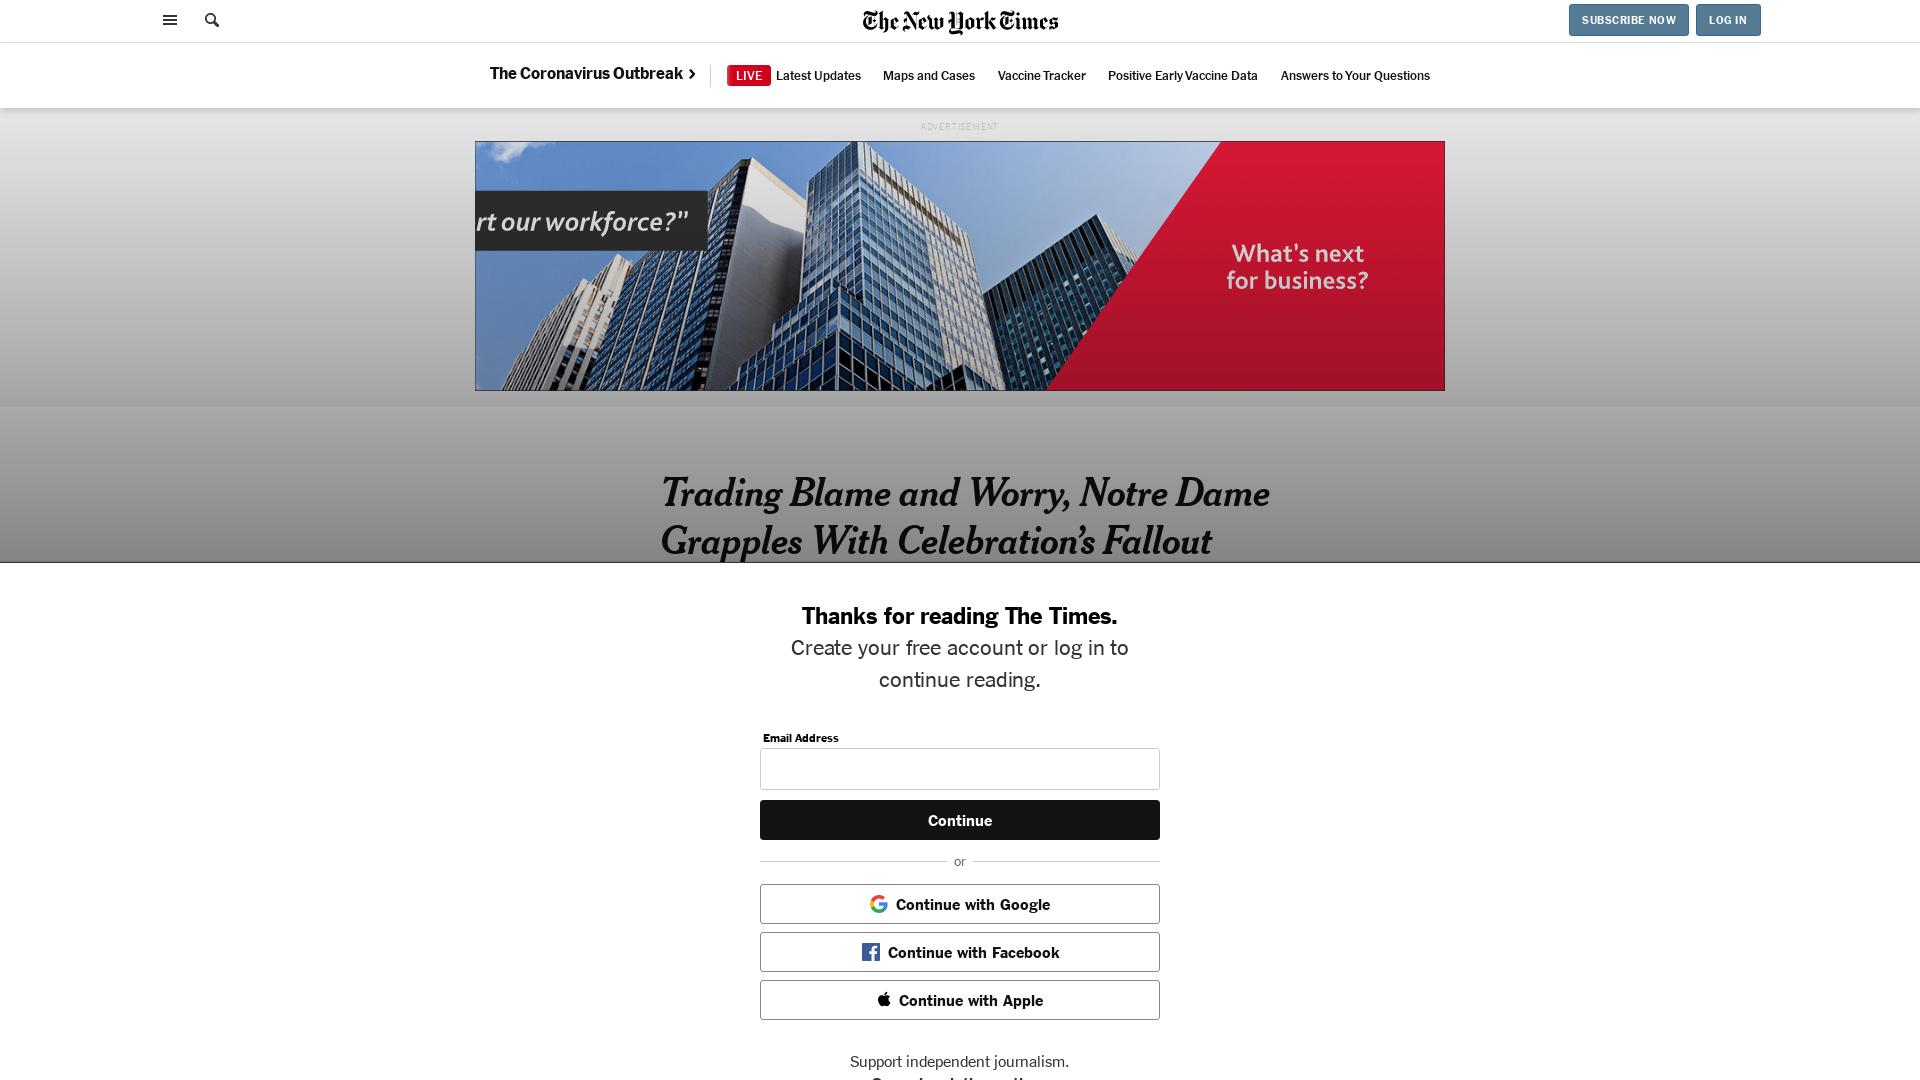 The New York Times
SUBSCRIBE NOW
LOG IN
The Coronavirus Outbreak
LIVE Latest Updates
Maps and Cases
Vaccine Tracker
Positive Early Vaccine Data
Answers to Your Questions
ADVERTISEMENT
rt our workforce?”
What’s next
for business?
Trading Blame and Worry, Notre Dame
Grapples With Celebration’s Fallout
Thanks for reading The Times.
Create your free account or log in to
continue reading.
Email Address
Continue
or
Continue with Google
Continue with Facebook
Continue with Apple
Support independent journalism.